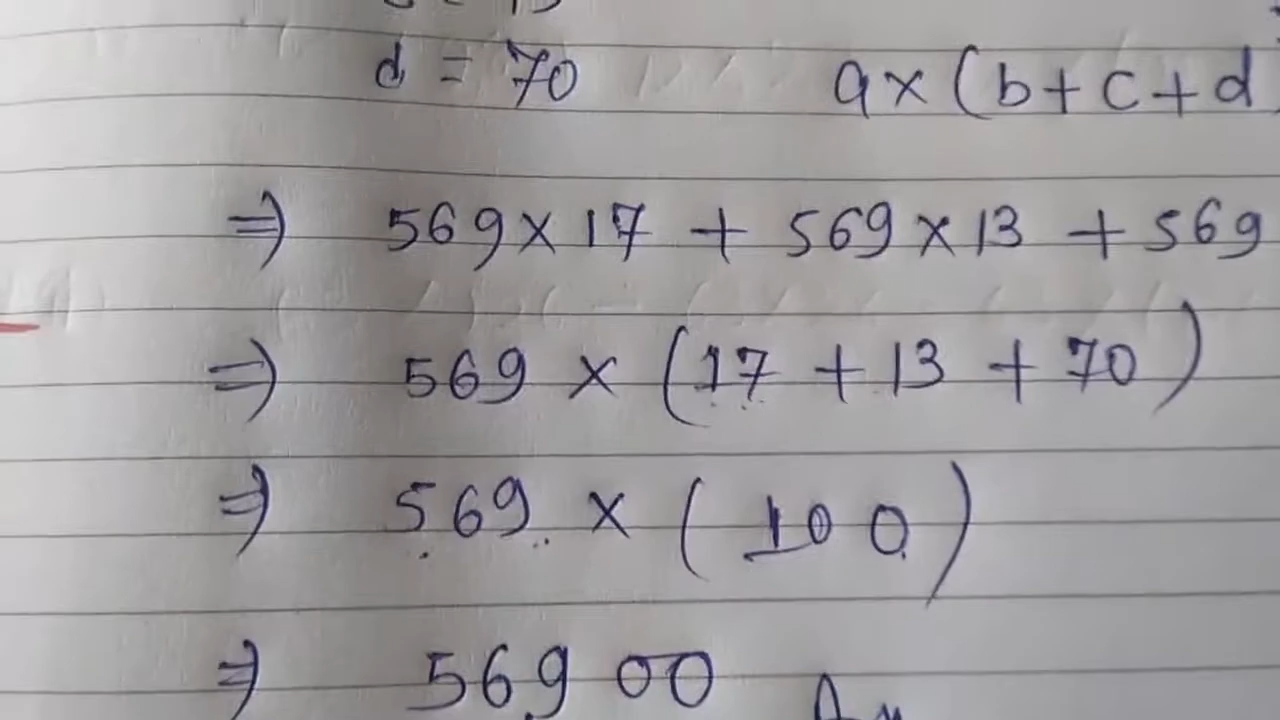 d = 70 a × (b + c + d
⇒ 569 × 17 + 569 × 13 + 569
⇒ 569 × (17 + 13 + 70)
⇒ 569 × (100)
⇒ 56900